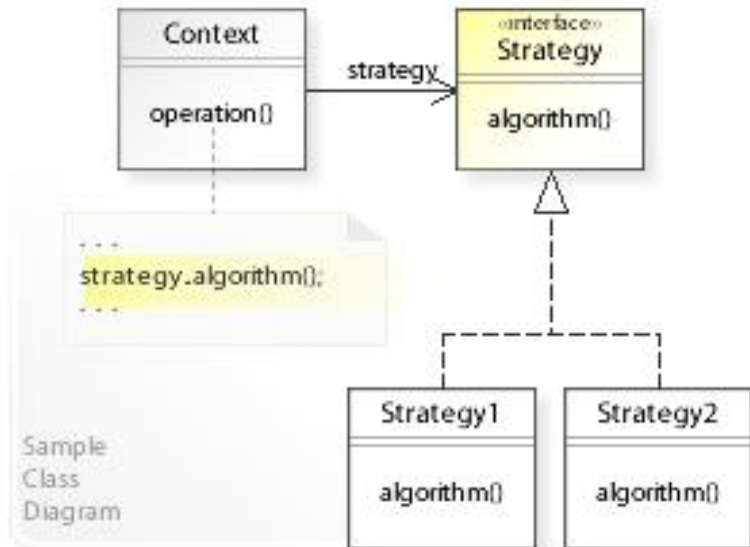 Context
operation()
strategy
«interface»
Strategy
algorithm()
. . .
strategy.algorithm();
. . .
Strategy1
algorithm()
Strategy2
algorithm()
Sample
Class
Diagram